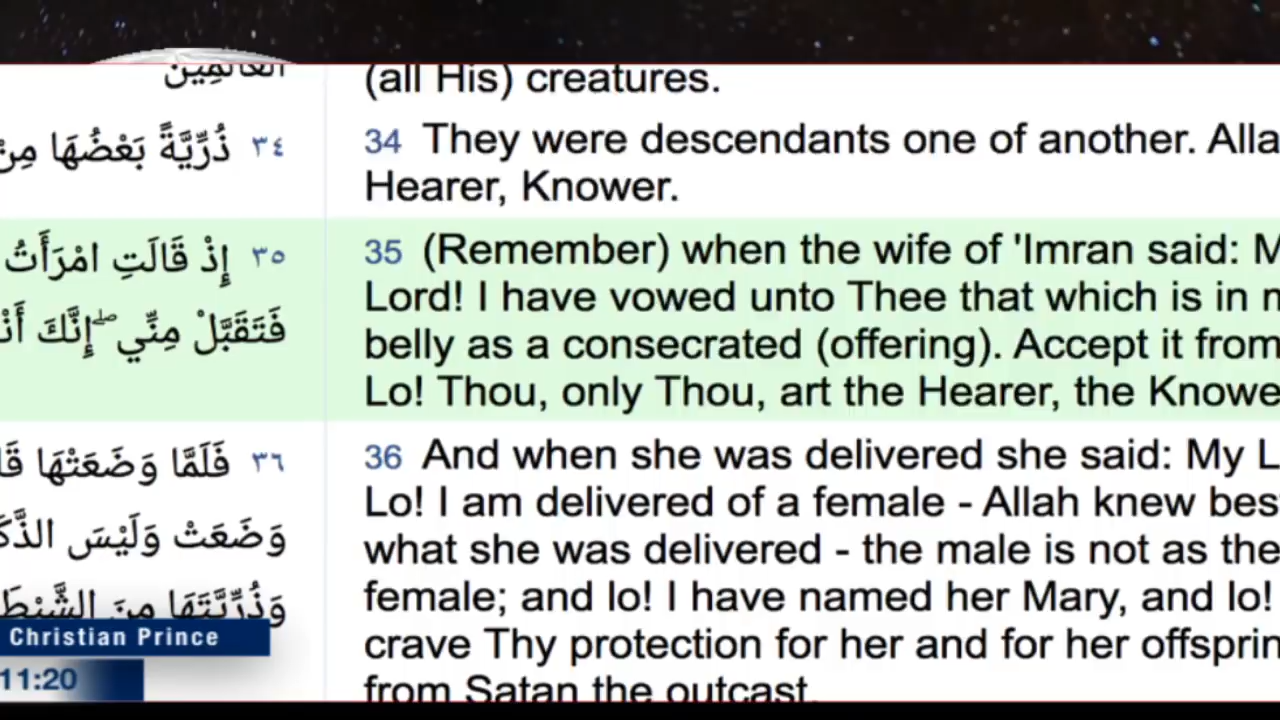 العالمين
(all His) creatures.
٣٤ ذُرِّيَّةً بَعْضُهَا مِن
34 They were descendants one of another. Alla
Hearer, Knower.
٣٥ إِذْ قَالَتِ امْرَأَتُ
فَتَقَبَّلْ مِنِّي ۖ إِنَّكَ أَنْ
35 (Remember) when the wife of 'Imran said: M
Lord! I have vowed unto Thee that which is in m
belly as a consecrated (offering). Accept it from
Lo! Thou, only Thou, art the Hearer, the Knowe
٣٦ فَلَمَّا وَضَعَتْهَا قَا
وَضَعَتْ وَلَيْسَ الذَّكَ
وَذُرِّيَّتَهَا مِنَ الشَّيْطَ
36 And when she was delivered she said: My L
Lo! I am delivered of a female - Allah knew bes
what she was delivered - the male is not as the
female; and lo! I have named her Mary, and lo!
crave Thy protection for her and for her offsprin
from Satan the outcast.
Christian Prince
11:20